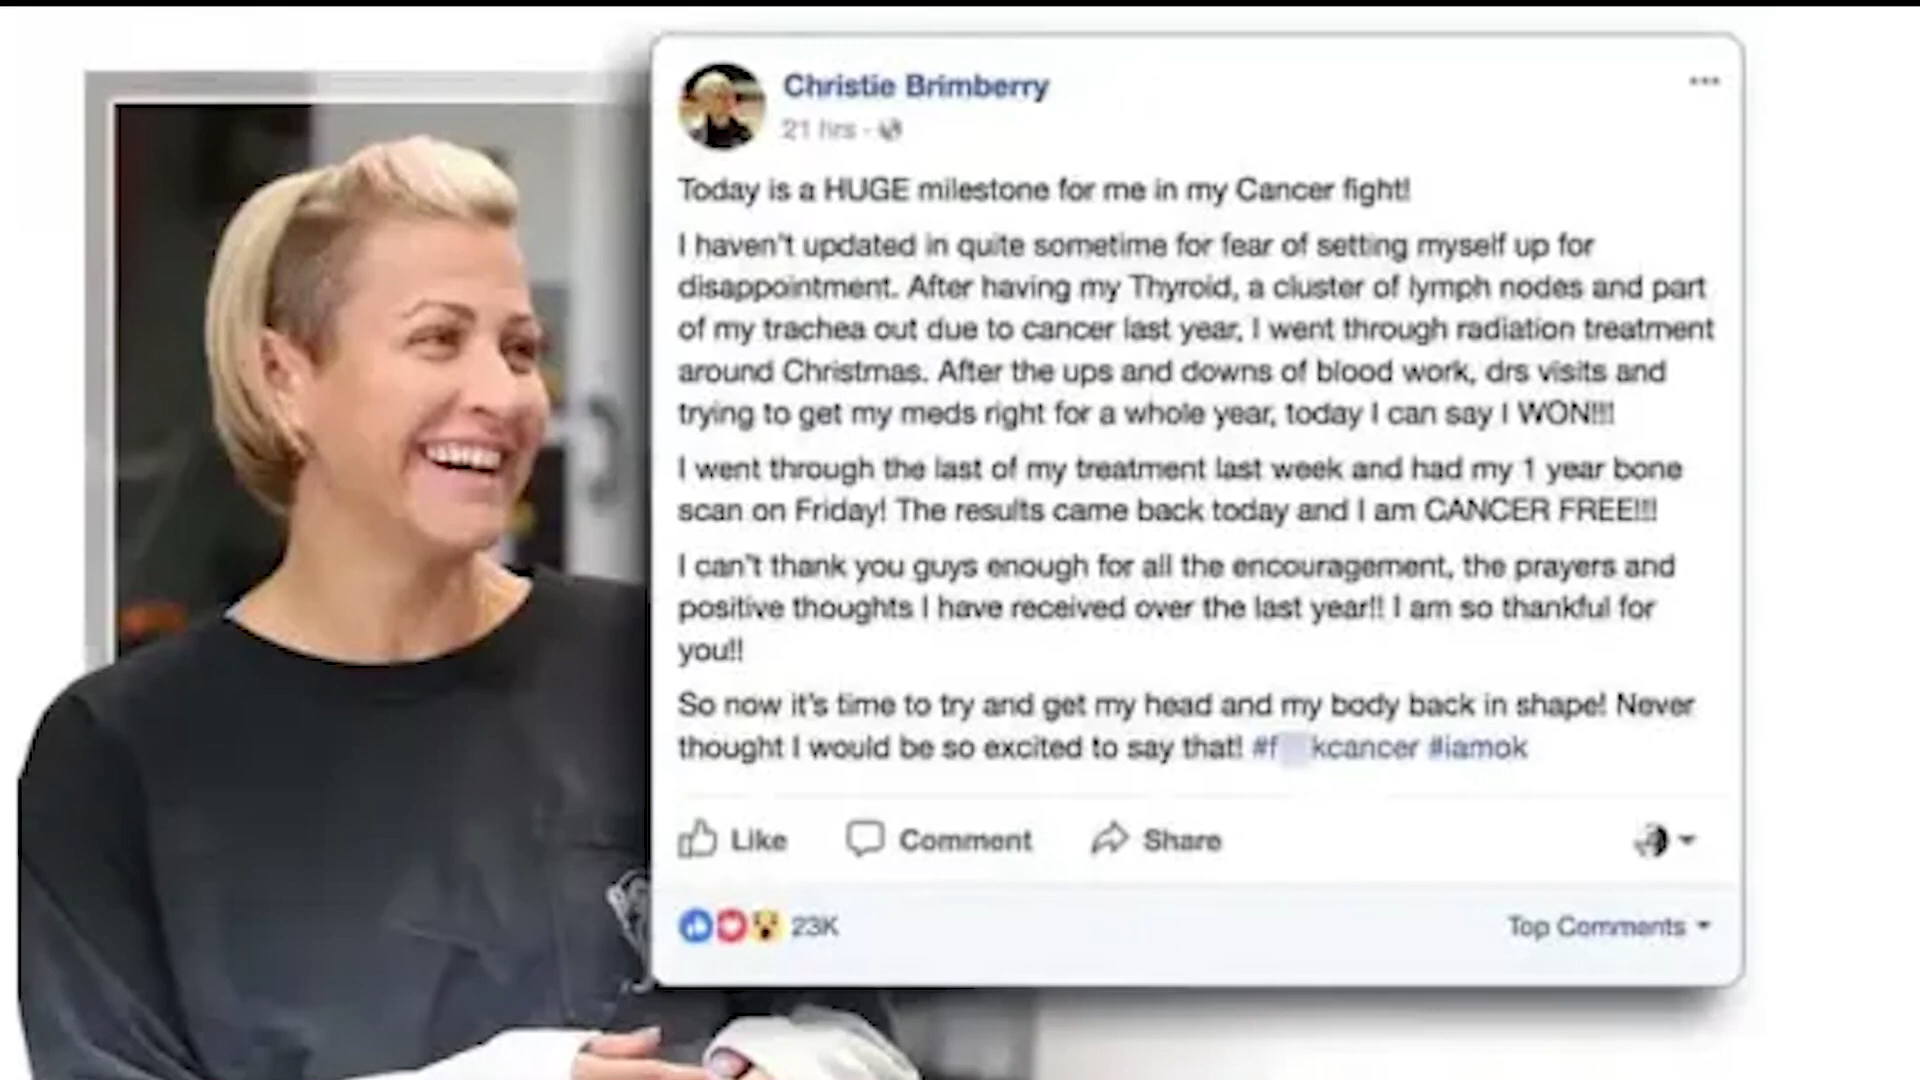 Christie Brimberry
21 hrs
Today is a HUGE milestone for me in my Cancer fight!
I haven't updated in quite sometime for fear of setting myself up for
disappointment. After having my Thyroid, a cluster of lymph nodes and part
of my trachea out due to cancer last year, I went through radiation treatment
around Christmas. After the ups and downs of blood work, drs visits and
trying to get my meds right for a whole year, today I can say I WON!!!
I went through the last of my treatment last week and had my 1 year bone
scan on Friday! The results came back today and I am CANCER FREE!!!
I can't thank you guys enough for all the encouragement, the prayers and
positive thoughts I have received over the last year!! I am so thankful for
you!!
So now it's time to try and get my head and my body back in shape! Never
thought I would be so excited to say that! #f kcancer #iamok
Like Comment Share
23K Top Comments